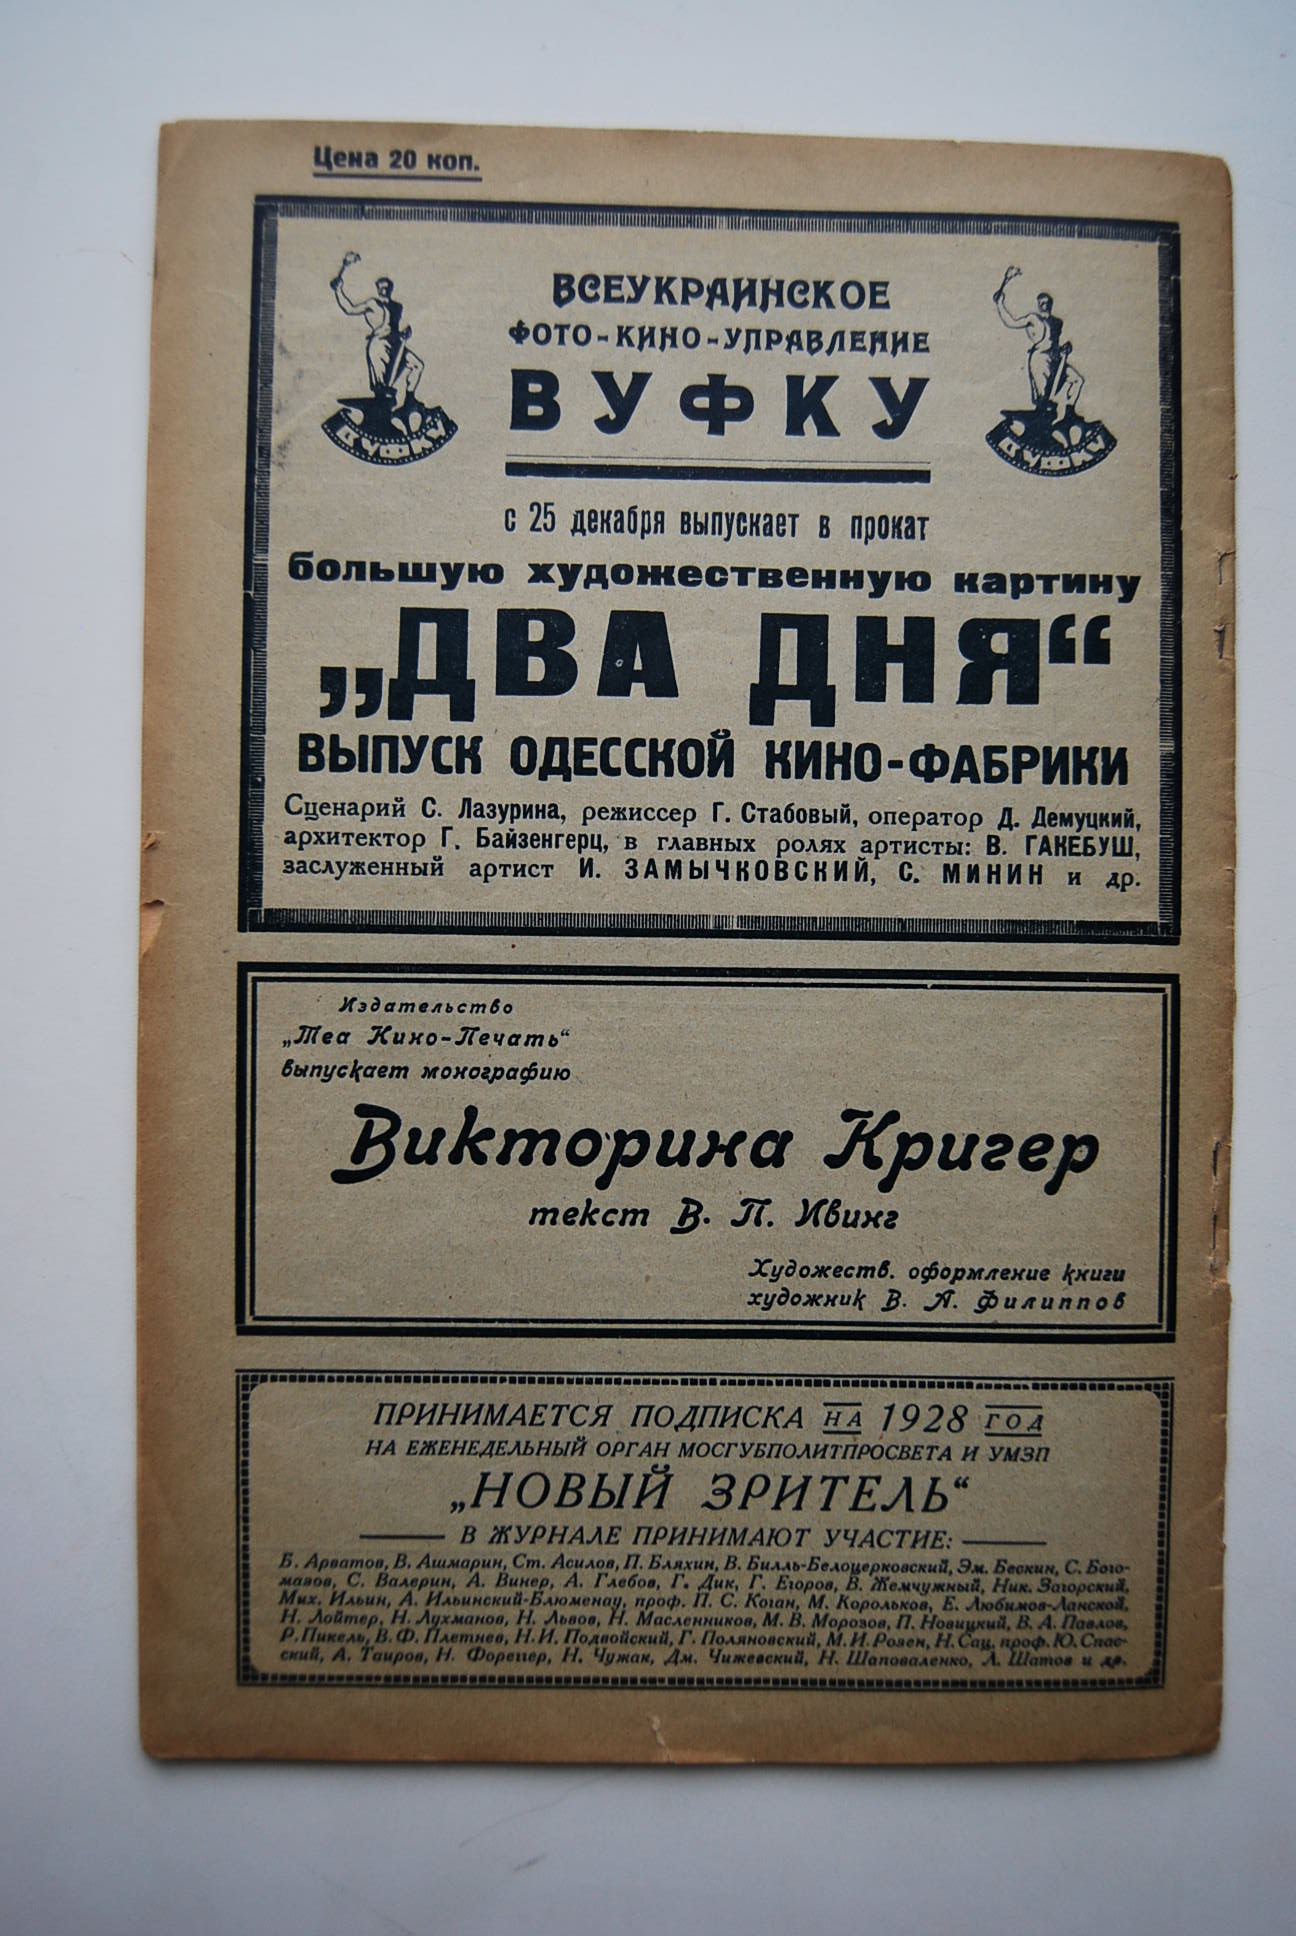 Цена 20 коп.
ВСЕУКРАИНСКОЕ
ФОТО-КИНО-УПРАВЛЕНИЕ
ВУФКУ
ВУФКУ
ВУФКУ
с 25 декабря выпускает в прокат
большую художественную картину
„ДВА ДНЯ“
ВЫПУСК ОДЕССКОЙ КИНО-ФАБРИКИ
Сценарий С. Лазурина, режиссер Г. Стабовый, оператор Д. Демуцкий,
архитектор Г. Байзенгерц, в главных ролях артисты: В. ГАКЕБУШ,
заслуженный артист И. ЗАМЫЧКОВСКИЙ, С. МИНИН и др.
Издательство
„Теа Кино-Печать“
выпускает монографию
Викторина Кригер
текст В. П. Ивинг
Художеств. оформление книги
художник В. А. Филиппов
ПРИНИМАЕТСЯ ПОДПИСКА НА 1928 ГОД
НА ЕЖЕНЕДЕЛЬНЫЙ ОРГАН МОСГУБПОЛИТПРОСВЕТА И УМЗП
„НОВЫЙ ЗРИТЕЛЬ“
В ЖУРНАЛЕ ПРИНИМАЮТ УЧАСТИЕ:
Б. Арватов, В. Ашмарин, Ст. Асилов, П. Бляхин, В. Билль-Белоцерковский, Эм. Бескин, С. Бого-
мазов, С. Валерин, А. Винер, А. Глебов, Г. Дик, Г. Егоров, В. Жемчужный, Ник. Загорский,
Мих. Ильин, А. Ильинский-Блюменау, проф. П. С. Коган, М. Корольков, Е. Любимов-Ланской,
Н. Лойтер, Н. Лухманов, Н. Львов, Н. Масленников, М. В. Морозов, П. Новицкий, В. А. Павлов,
Р. Пикель, В. Ф. Плетнев, Н. И. Подвойский, Г. Поляновский, М. И. Розен, Н. Сац, проф. Ю. Спас-
ский, А. Таиров, Н. Фореггер, Н. Чужак, Дм. Чижевский, Н. Шаповаленко, Л. Шатов и др.